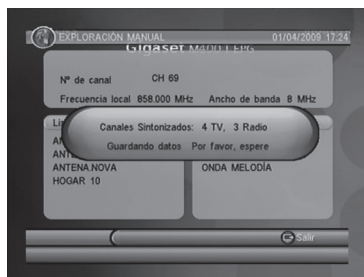 EXPLORACIÓN MANUAL 01/04/2009 17:24
Gigaset M400 T EPG
Nº de canal CH 69
Frecuencia local 858.000 MHz Ancho de banda 8 MHz
Canales Sintonizados: 4 TV, 3 Radio
Guardando datos Por favor, espere
ANTENA.NOVA ONDA MELODÍA
HOGAR 10
Salir